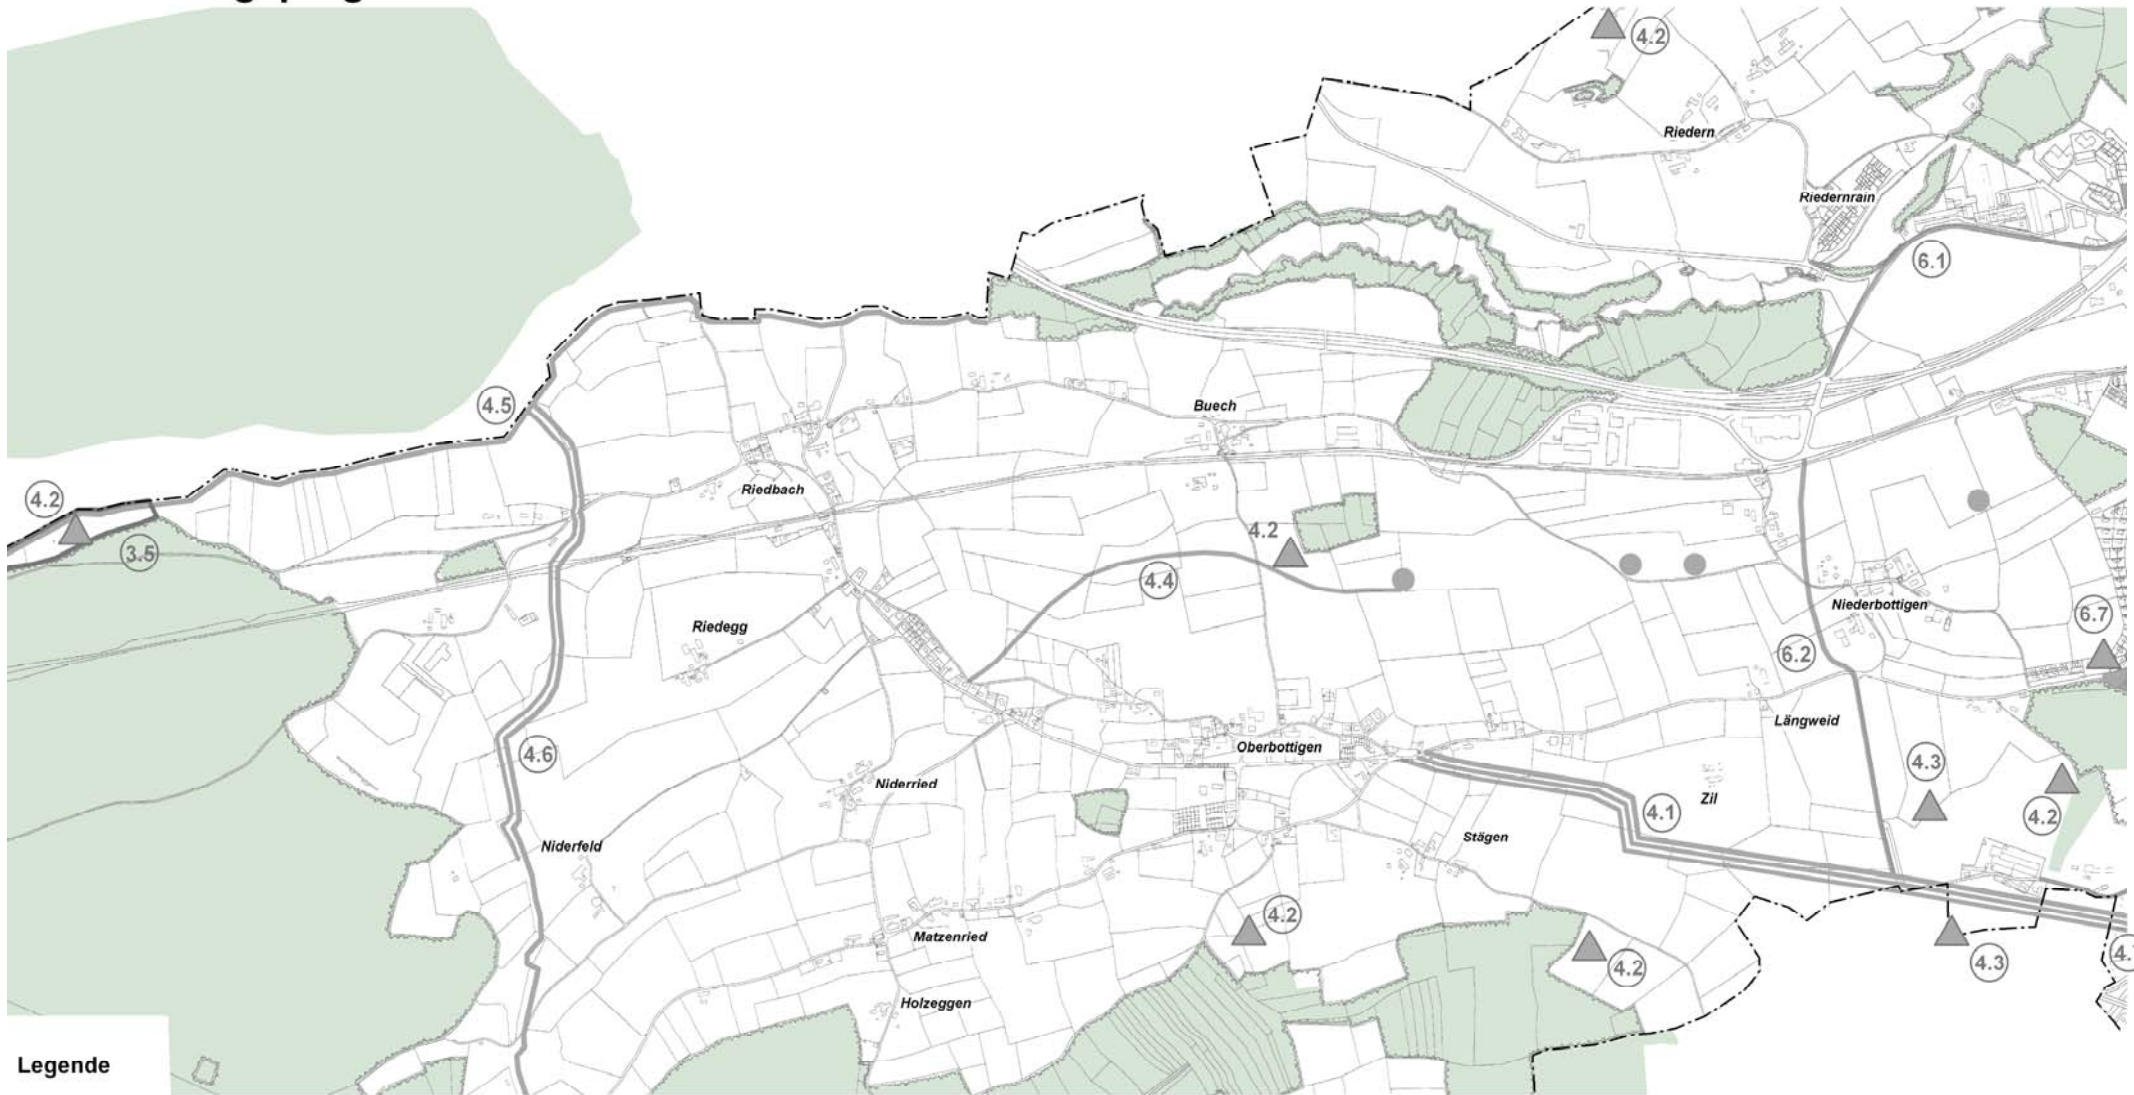 4.2
Riedern
Riedernrain
6.1
4.5
Buech
4.2
Riedbach
3.5
4.2
4.4
Niederbottigen
6.7
Riedegg
6.2
Längweid
4.6
Oberbottigen
4.3
Niderried
Zil
4.1
4.2
Stägen
Niderfeld
4.2
Matzenried
4.3
4.2
Holzeggen
Legende